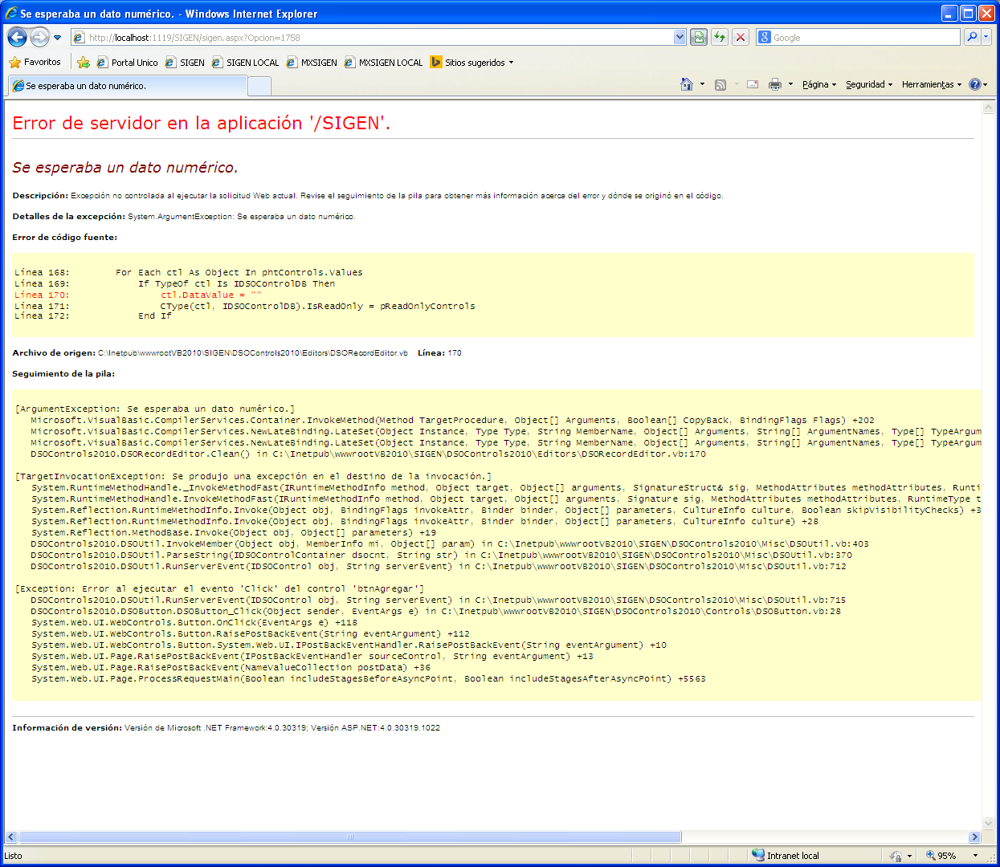 Se esperaba un dato numérico. - Windows Internet Explorer
http://localhost:1119/SIGEN/sigen.aspx?Opcion=1758
Google
Favoritos
Portal Unico
SIGEN
SIGEN LOCAL
MXSIGEN
MXSIGEN LOCAL
Sitios sugeridos
Se esperaba un dato numérico.
Página
Seguridad
Herramientas
Error de servidor en la aplicación '/SIGEN'.
Se esperaba un dato numérico.
Descripción: Excepción no controlada al ejecutar la solicitud Web actual. Revise el seguimiento de la pila para obtener más información acerca del error y dónde se originó en el código.
Detalles de la excepción: System.ArgumentException: Se esperaba un dato numérico.
Error de código fuente:
Línea 168:        For Each ctl As Object In phtControls.Values
Línea 169:            If TypeOf ctl Is IDSOControlDB Then
Línea 170:                ctl.DataValue = ""
Línea 171:                CType(ctl, IDSOControlDB).IsReadOnly = pReadOnlyControls
Línea 172:            End If
Archivo de origen: C:\Inetpub\wwwrootVB2010\SIGEN\DSOControls2010\Editors\DSORecordEditor.vb    Línea: 170
Seguimiento de la pila:
[ArgumentException: Se esperaba un dato numérico.]
Microsoft.VisualBasic.CompilerServices.Container.InvokeMethod(Method TargetProcedure, Object[] Arguments, Boolean[] CopyBack, BindingFlags Flags) +202
Microsoft.VisualBasic.CompilerServices.NewLateBinding.LateSet(Object Instance, Type Type, String MemberName, Object[] Arguments, String[] ArgumentNames, Type[] TypeArgum
Microsoft.VisualBasic.CompilerServices.NewLateBinding.LateSet(Object Instance, Type Type, String MemberName, Object[] Arguments, String[] ArgumentNames, Type[] TypeArgum
DSOControls2010.DSORecordEditor.Clean() in C:\Inetpub\wwwrootVB2010\SIGEN\DSOControls2010\Editors\DSORecordEditor.vb:170
[TargetInvocationException: Se produjo una excepción en el destino de la invocación.]
System.RuntimeMethodHandle._InvokeMethodFast(IRuntimeMethodInfo method, Object target, Object[] arguments, SignatureStruct& sig, MethodAttributes methodAttributes, Runti
System.RuntimeMethodHandle.InvokeMethodFast(IRuntimeMethodInfo method, Object target, Object[] arguments, Signature sig, MethodAttributes methodAttributes, RuntimeType t
System.Reflection.RuntimeMethodInfo.Invoke(Object obj, BindingFlags invokeAttr, Binder binder, Object[] parameters, CultureInfo culture, Boolean skipVisibilityChecks) +3
System.Reflection.RuntimeMethodInfo.Invoke(Object obj, BindingFlags invokeAttr, Binder binder, Object[] parameters, CultureInfo culture) +28
System.Reflection.MethodBase.Invoke(Object obj, Object[] parameters) +19
DSOControls2010.DSOUtil.InvokeMember(Object obj, MemberInfo mi, Object[] param) in C:\Inetpub\wwwrootVB2010\SIGEN\DSOControls2010\Misc\DSOUtil.vb:403
DSOControls2010.DSOUtil.ParseString(IDSOControlContainer dsocnt, String str) in C:\Inetpub\wwwrootVB2010\SIGEN\DSOControls2010\Misc\DSOUtil.vb:370
DSOControls2010.DSOUtil.RunServerEvent(IDSOControl obj, String serverEvent) in C:\Inetpub\wwwrootVB2010\SIGEN\DSOControls2010\Misc\DSOUtil.vb:712
[Exception: Error al ejecutar el evento 'Click' del control 'btnAgregar']
DSOControls2010.DSOUtil.RunServerEvent(IDSOControl obj, String serverEvent) in C:\Inetpub\wwwrootVB2010\SIGEN\DSOControls2010\Misc\DSOUtil.vb:715
DSOControls2010.DSOButton.DSOButton_Click(Object sender, EventArgs e) in C:\Inetpub\wwwrootVB2010\SIGEN\DSOControls2010\Controls\DSOButton.vb:28
System.Web.UI.WebControls.Button.OnClick(EventArgs e) +118
System.Web.UI.WebControls.Button.RaisePostBackEvent(String eventArgument) +112
System.Web.UI.WebControls.Button.System.Web.UI.IPostBackEventHandler.RaisePostBackEvent(String eventArgument) +10
System.Web.UI.Page.RaisePostBackEvent(IPostBackEventHandler sourceControl, String eventArgument) +13
System.Web.UI.Page.RaisePostBackEvent(NameValueCollection postData) +36
System.Web.UI.Page.ProcessRequestMain(Boolean includeStagesBeforeAsyncPoint, Boolean includeStagesAfterAsyncPoint) +5563
Información de versión: Versión de Microsoft .NET Framework:4.0.30319; Versión ASP.NET:4.0.30319.1022
Listo
Intranet local
95%